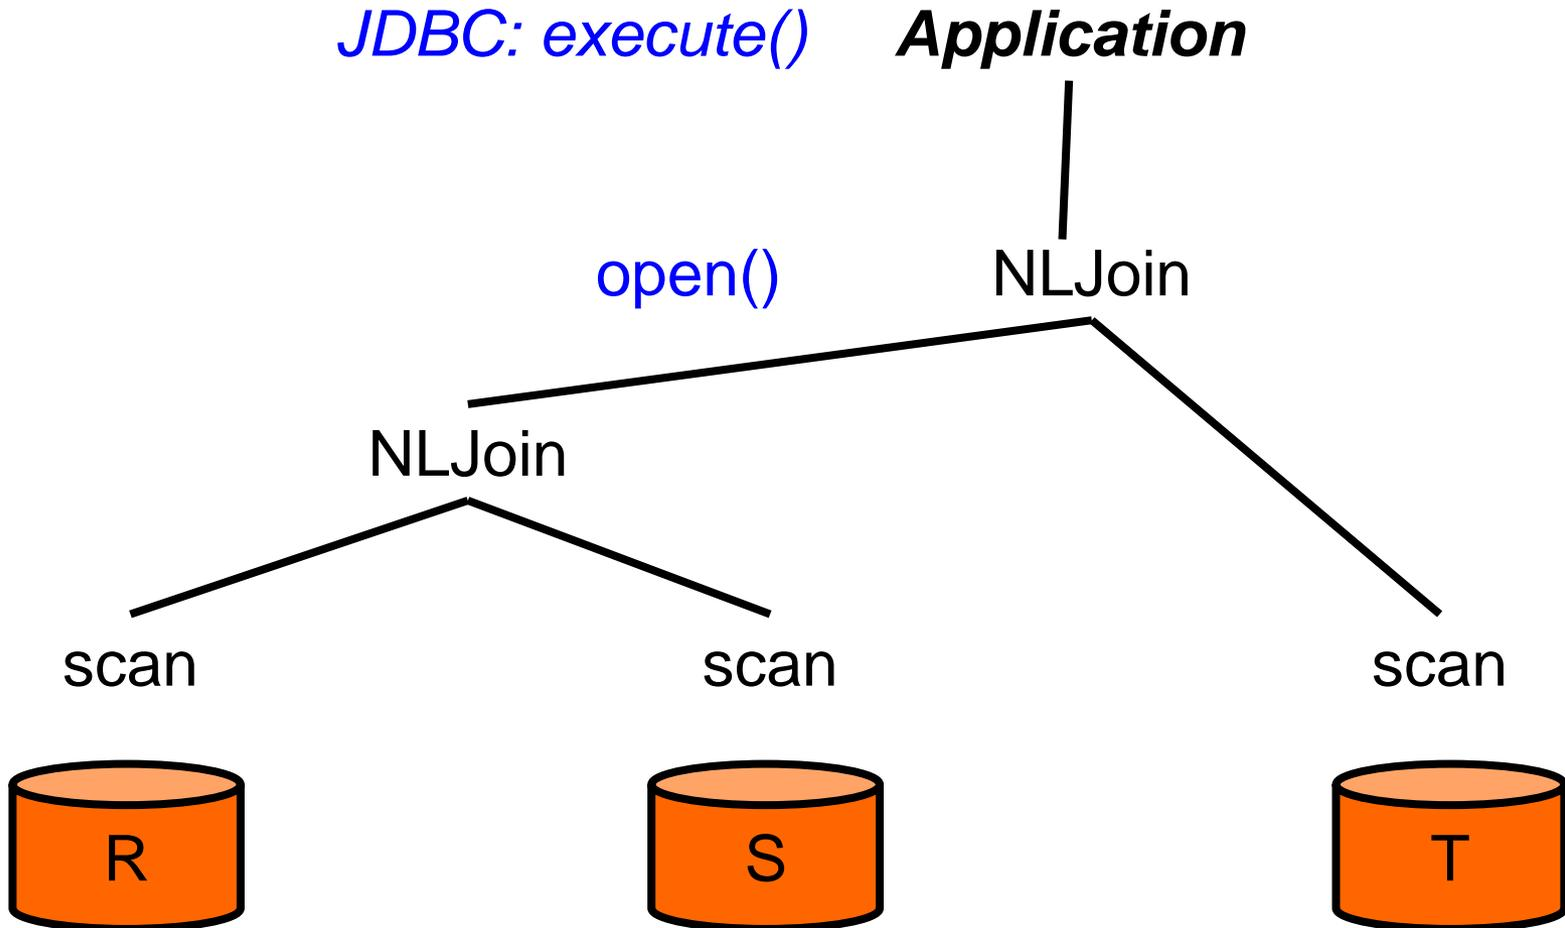 JDBC: execute() Application
open() NLJoin
NLJoin
scan scan scan
R S T